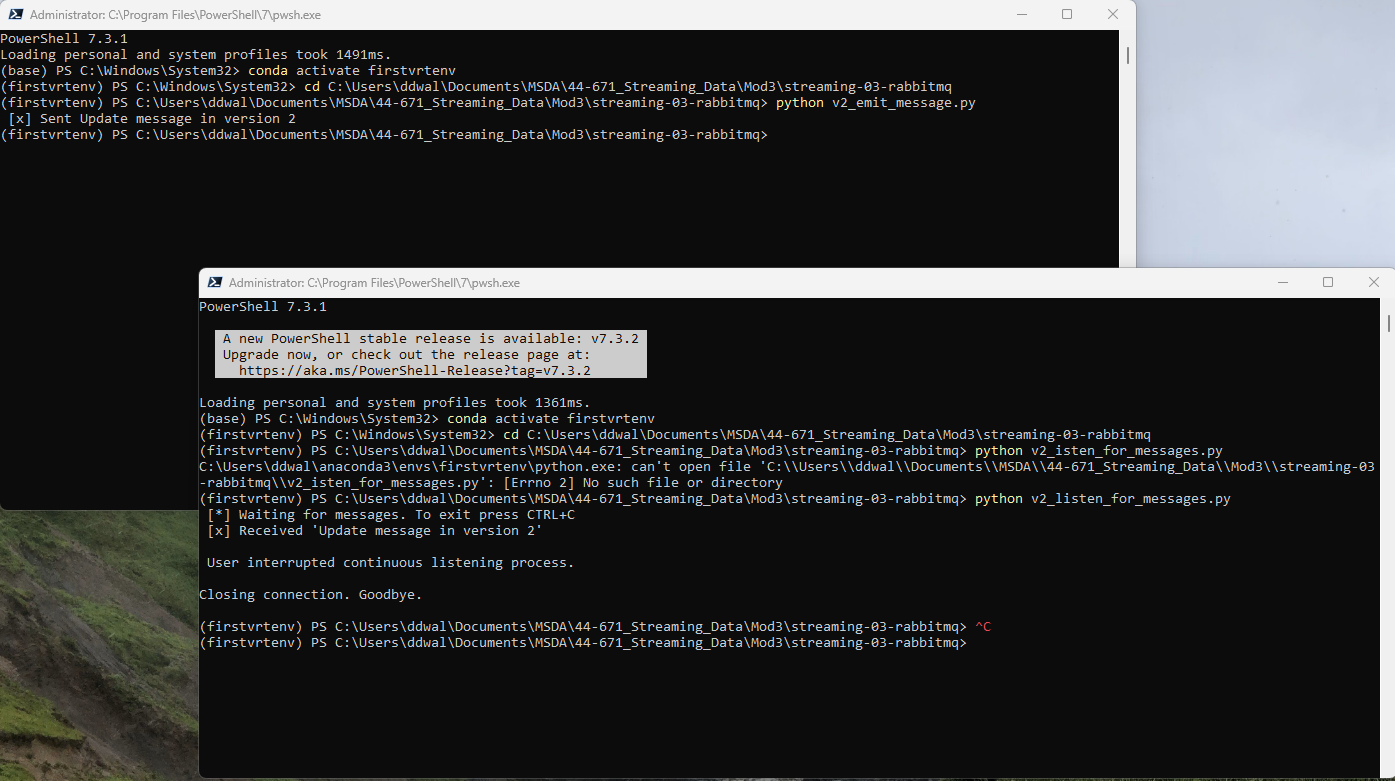 Administrator: C:\Program Files\PowerShell\7\pwsh.exe
PowerShell 7.3.1
Loading personal and system profiles took 1491ms.
(base) PS C:\Windows\System32> conda activate firstvrtenv
(firstvrtenv) PS C:\Windows\System32> cd C:\Users\ddwal\Documents\MSDA\44-671_Streaming_Data\Mod3\streaming-03-rabbitmq
(firstvrtenv) PS C:\Users\ddwal\Documents\MSDA\44-671_Streaming_Data\Mod3\streaming-03-rabbitmq> python v2_emit_message.py
[x] Sent Update message in version 2
(firstvrtenv) PS C:\Users\ddwal\Documents\MSDA\44-671_Streaming_Data\Mod3\streaming-03-rabbitmq>
Administrator: C:\Program Files\PowerShell\7\pwsh.exe
PowerShell 7.3.1
A new PowerShell stable release is available: v7.3.2
Upgrade now, or check out the release page at:
https://aka.ms/PowerShell-Release?tag=v7.3.2
Loading personal and system profiles took 1361ms.
(base) PS C:\Windows\System32> conda activate firstvrtenv
(firstvrtenv) PS C:\Windows\System32> cd C:\Users\ddwal\Documents\MSDA\44-671_Streaming_Data\Mod3\streaming-03-rabbitmq
(firstvrtenv) PS C:\Users\ddwal\Documents\MSDA\44-671_Streaming_Data\Mod3\streaming-03-rabbitmq> python v2_isten_for_messages.py
C:\Users\ddwal\anaconda3\envs\firstvrtenv\python.exe: can't open file 'C:\\Users\\ddwal\\Documents\\MSDA\\44-671_Streaming_Data\\Mod3\\streaming-03
-rabbitmq\\v2_isten_for_messages.py': [Errno 2] No such file or directory
(firstvrtenv) PS C:\Users\ddwal\Documents\MSDA\44-671_Streaming_Data\Mod3\streaming-03-rabbitmq> python v2_listen_for_messages.py
[*] Waiting for messages. To exit press CTRL+C
[x] Received 'Update message in version 2'
User interrupted continuous listening process.
Closing connection. Goodbye.
(firstvrtenv) PS C:\Users\ddwal\Documents\MSDA\44-671_Streaming_Data\Mod3\streaming-03-rabbitmq> ^C
(firstvrtenv) PS C:\Users\ddwal\Documents\MSDA\44-671_Streaming_Data\Mod3\streaming-03-rabbitmq>